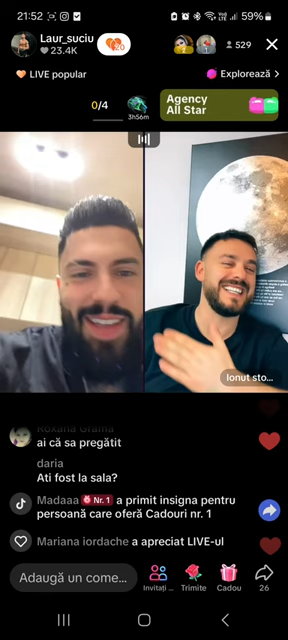 21:52
59%
Laur_suciu
23.4K
20
529
LIVE popular
Explorează >
0/4
3h56m
Agency
All Star
Ionut sto...
Roxana Grama
ai că sa pregătit
daria
Ati fost la sala?
Madaaa Nr. 1 a primit insigna pentru
persoană care oferă Cadouri nr. 1
Mariana iordache a apreciat LIVE-ul
Adaugă un come...
Invitați ...
Trimite
Cadou
26